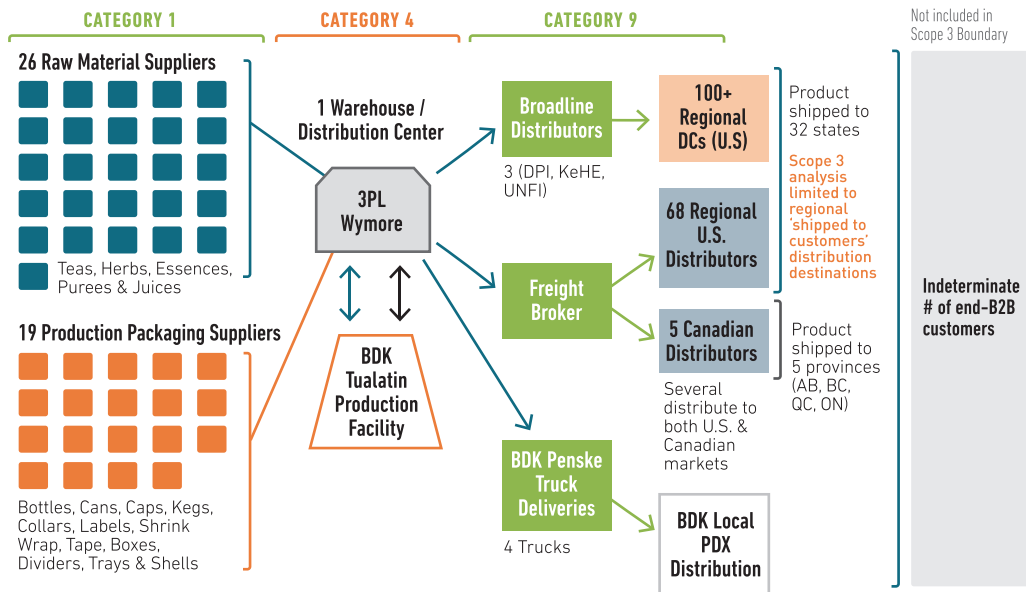 CATEGORY 1
CATEGORY 4
CATEGORY 9
Not included in
Scope 3 Boundary
26 Raw Material Suppliers
Teas, Herbs, Essences,
Purees & Juices
19 Production Packaging Suppliers
Bottles, Cans, Caps, Kegs,
Collars, Labels, Shrink
Wrap, Tape, Boxes,
Dividers, Trays & Shells
1 Warehouse /
Distribution Center
3PL
Wymore
BDK
Tualatin
Production
Facility
Broadline
Distributors
3 (DPI, KeHE,
UNFI)
Freight
Broker
BDK Penske
Truck
Deliveries
4 Trucks
100+
Regional
DCs (U.S)
68 Regional
U.S.
Distributors
5 Canadian
Distributors
Several
distribute to
both U.S. &
Canadian
markets
BDK Local
PDX
Distribution
Product
shipped to
32 states
Scope 3
analysis
limited to
regional
‘shipped to
customers’
distribution
destinations
Product
shipped to
5 provinces
(AB, BC,
QC, ON)
Indeterminate
# of end–B2B
customers